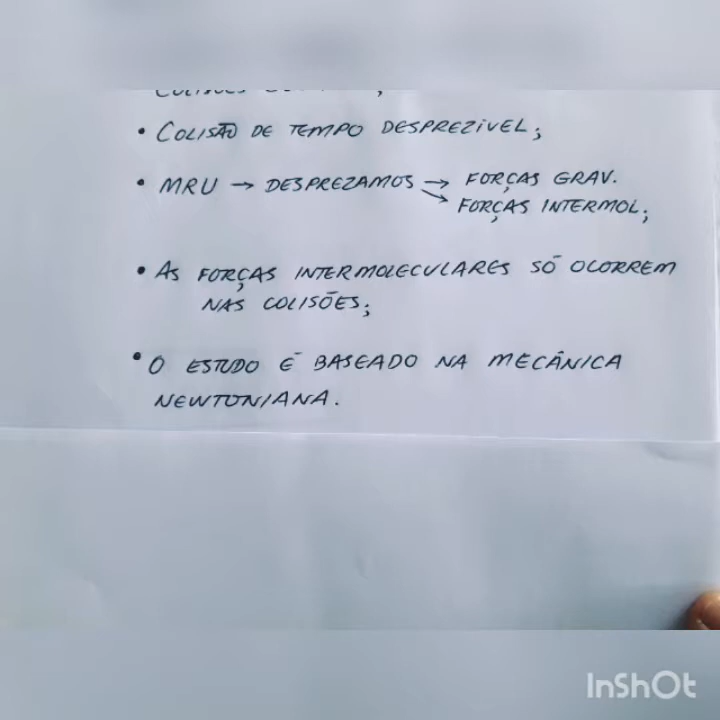 • COLISÃO DE TEMPO DESPREZÍVEL;
• MRU → DESPREZAMOS → FORÇAS GRAV.
→ FORÇAS INTERMOL.;
• AS FORÇAS INTERMOLECULARES SÓ OCORREM
NAS COLISÕES;
• O ESTUDO É BASEADO NA MECÂNICA
NEWTONIANA.
InShOt